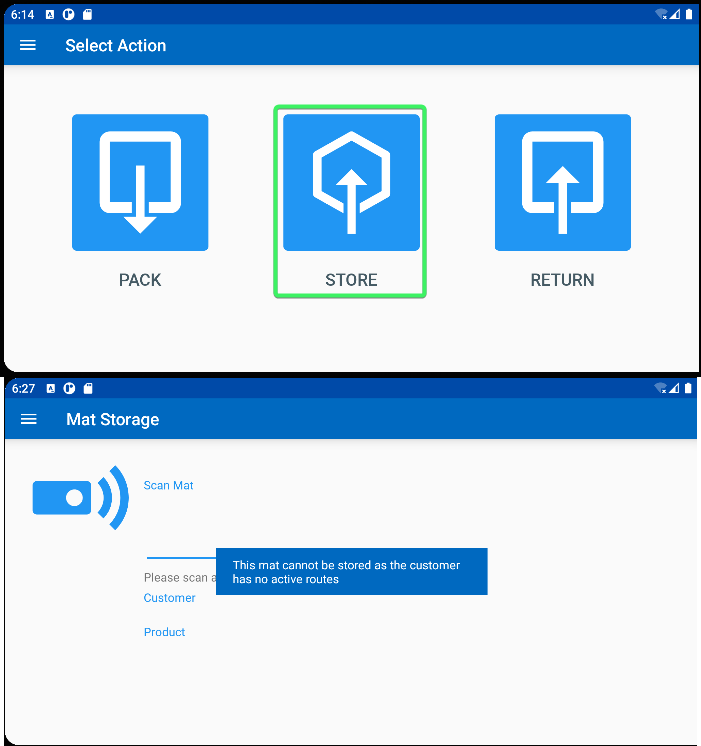 6:14
Select Action
PACK
STORE
RETURN
6:27
Mat Storage
Scan Mat
This mat cannot be stored as the customer
has no active routes
Please scan a
Customer
Product